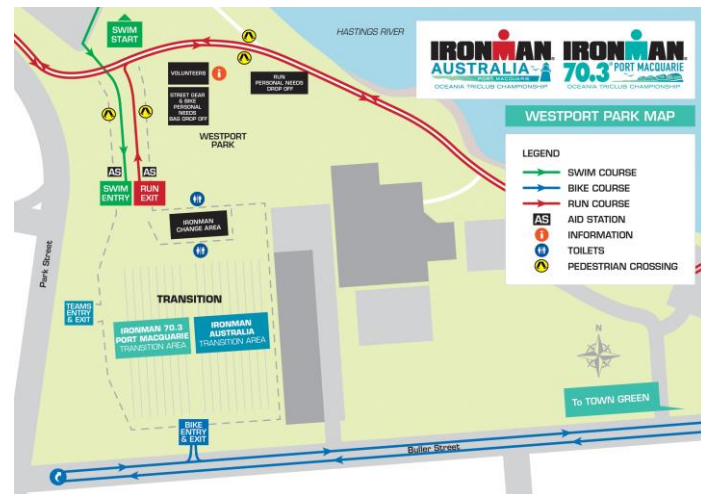 SWIM
START
HASTINGS RIVER
IRONMAN
AUSTRALIA
PORT MACQUARIE
OCEANIA TRICLUB CHAMPIONSHIP
IRONMAN
70.3 PORT MACQUARIE
OCEANIA TRICLUB CHAMPIONSHIP
WESTPORT PARK MAP
LEGEND
SWIM COURSE
BIKE COURSE
RUN COURSE
AS AID STATION
i INFORMATION
TOILETS
PEDESTRIAN CROSSING
VOLUNTEERS
i
STREET GEAR
& BIKE
PERSONAL
NEEDS
BAG DROP OFF
RUN
PERSONAL NEEDS
DROP OFF
WESTPORT
PARK
AS
SWIM
ENTRY
AS
RUN
EXIT
IRONMAN
CHANGE AREA
Park Street
TRANSITION
TEAMS
ENTRY
& EXIT
IRONMAN 70.3
PORT MACQUARIE
TRANSITION AREA
IRONMAN
AUSTRALIA
TRANSITION AREA
N
To TOWN GREEN
BIKE
ENTRY
& EXIT
Buller Street